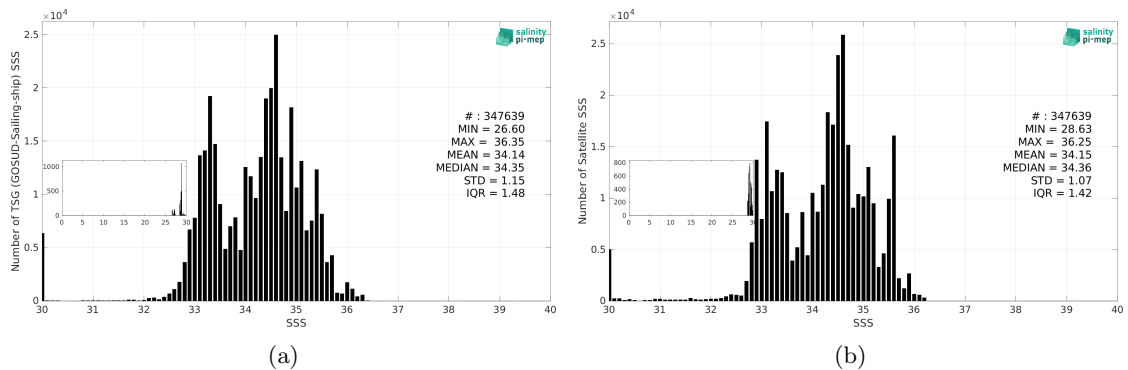 ×10⁴
2.5
2
1.5
1
0.5
0
30 31 32 33 34 35 36 37 38 39 40
SSS
Number of TSG (GOSUD-Sailing-ship) SSS
salinity
pi-mep
# : 347639
MIN = 26.60
MAX = 36.35
MEAN = 34.14
MEDIAN = 34.35
STD = 1.15
IQR = 1.48
1000
500
0
0 5 10 15 20 25 30
(a)
×10⁴
2.5
2
1.5
1
0.5
0
30 31 32 33 34 35 36 37 38 39 40
SSS
Number of Satellite SSS
salinity
pi-mep
# : 347639
MIN = 28.63
MAX = 36.25
MEAN = 34.15
MEDIAN = 34.36
STD = 1.07
IQR = 1.42
800
600
400
200
0
0 5 10 15 20 25 30
(b)